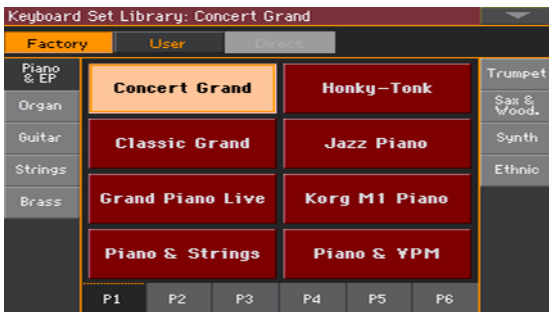 Keyboard Set Library: Concert Grand
Factory User Direct
Piano & EP
Organ
Guitar
Strings
Brass
Concert Grand Honky-Tonk
Classic Grand Jazz Piano
Grand Piano Live Korg M1 Piano
Piano & Strings Piano & YPM
Trumpet
Sax & Wood.
Synth
Ethnic
P1 P2 P3 P4 P5 P6